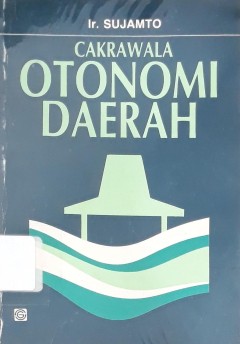 Ir. SUJAMTO
CAKRAWALA
OTONOMI
DAERAH